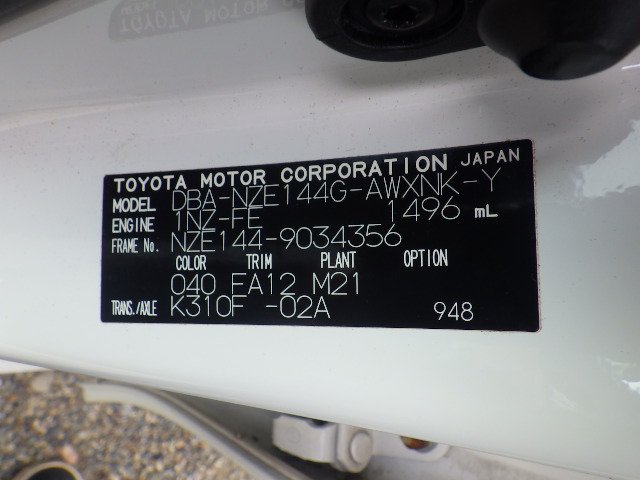 TOYOTA MOTOR CORPORATION JAPAN
MODEL DBA-NZE144G-AWXNK-Y
ENGINE 1NZ-FE 1496 mL
FRAME No. NZE144-9034356
COLOR TRIM PLANT OPTION
040 FA12 M21
TRANS./AXLE K310F -02A 948